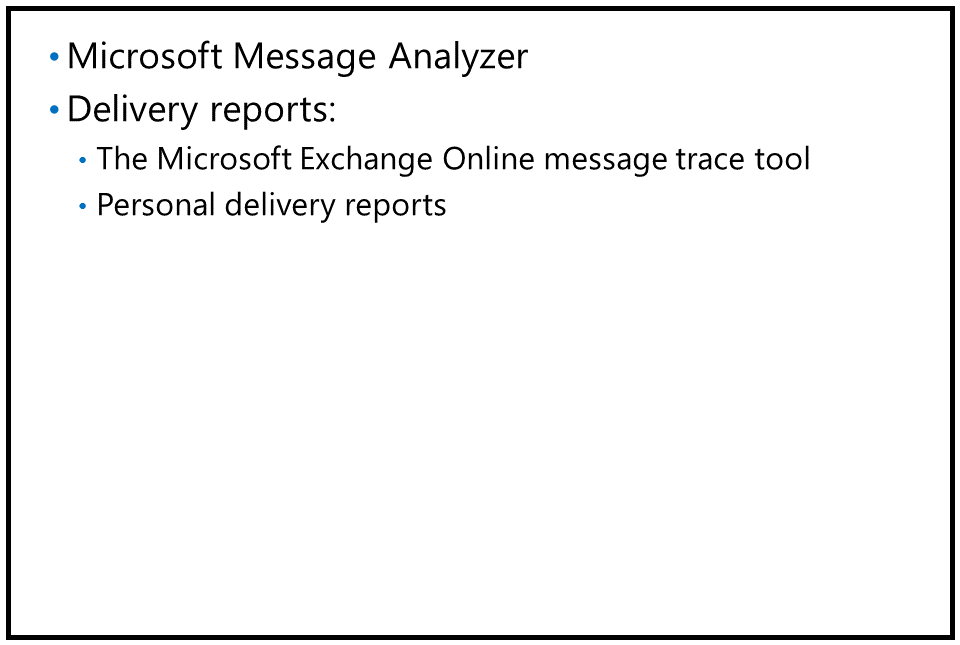 • Microsoft Message Analyzer
• Delivery reports:
• The Microsoft Exchange Online message trace tool
• Personal delivery reports